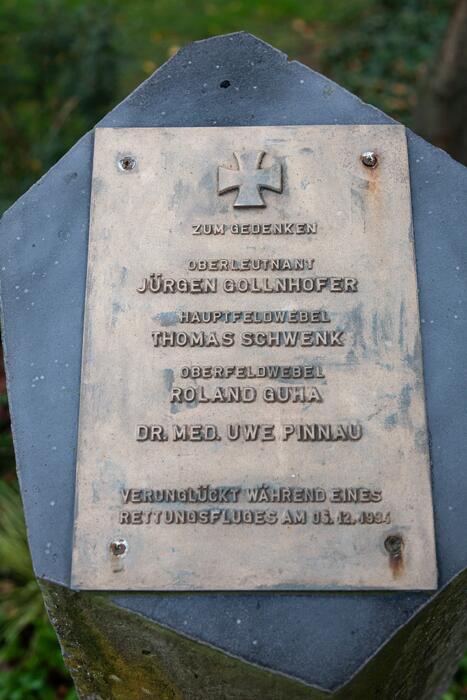 ZUM GEDENKEN
OBERLEUTNANT
JÜRGEN GOLLNHOFER
HAUPTFELDWEBEL
THOMAS SCHWENK
OBERFELDWEBEL
ROLAND GUHA
DR. MED. UWE PINNAU
VERUNGLÜCKT WÄHREND EINES
RETTUNGSFLUGES AM 05.12.1994